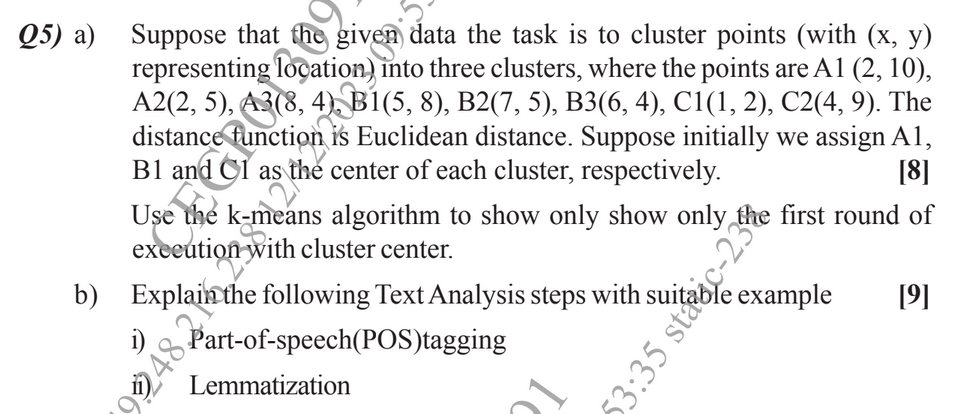 Q5) a) Suppose that the given data the task is to cluster points (with (x, y)
representing location) into three clusters, where the points are A1 (2, 10),
A2(2, 5), A3(8, 4), B1(5, 8), B2(7, 5), B3(6, 4), C1(1, 2), C2(4, 9). The
distance function is Euclidean distance. Suppose initially we assign A1,
B1 and C1 as the center of each cluster, respectively. [8]
Use the k-means algorithm to show only show only the first round of
execution with cluster center.
b) Explain the following Text Analysis steps with suitable example [9]
i) Part-of-speech(POS)tagging
ii) Lemmatization